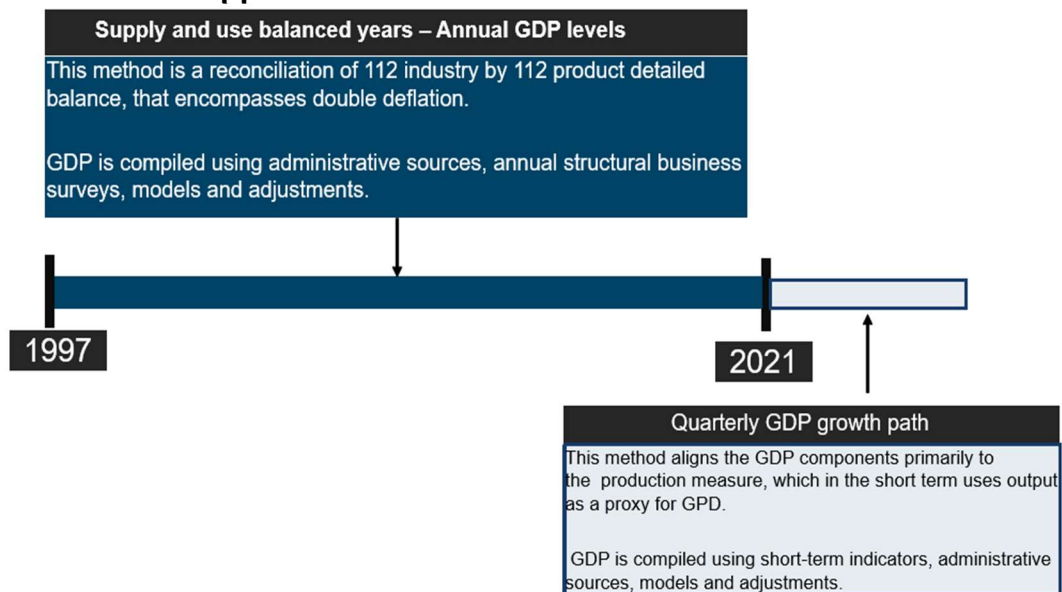 Supply and use balanced years – Annual GDP levels
This method is a reconciliation of 112 industry by 112 product detailed
balance, that encompasses double deflation.
GDP is compiled using administrative sources, annual structural business
surveys, models and adjustments.
1997
2021
Quarterly GDP growth path
This method aligns the GDP components primarily to
the production measure, which in the short term uses output
as a proxy for GPD.
GDP is compiled using short-term indicators, administrative
sources, models and adjustments.